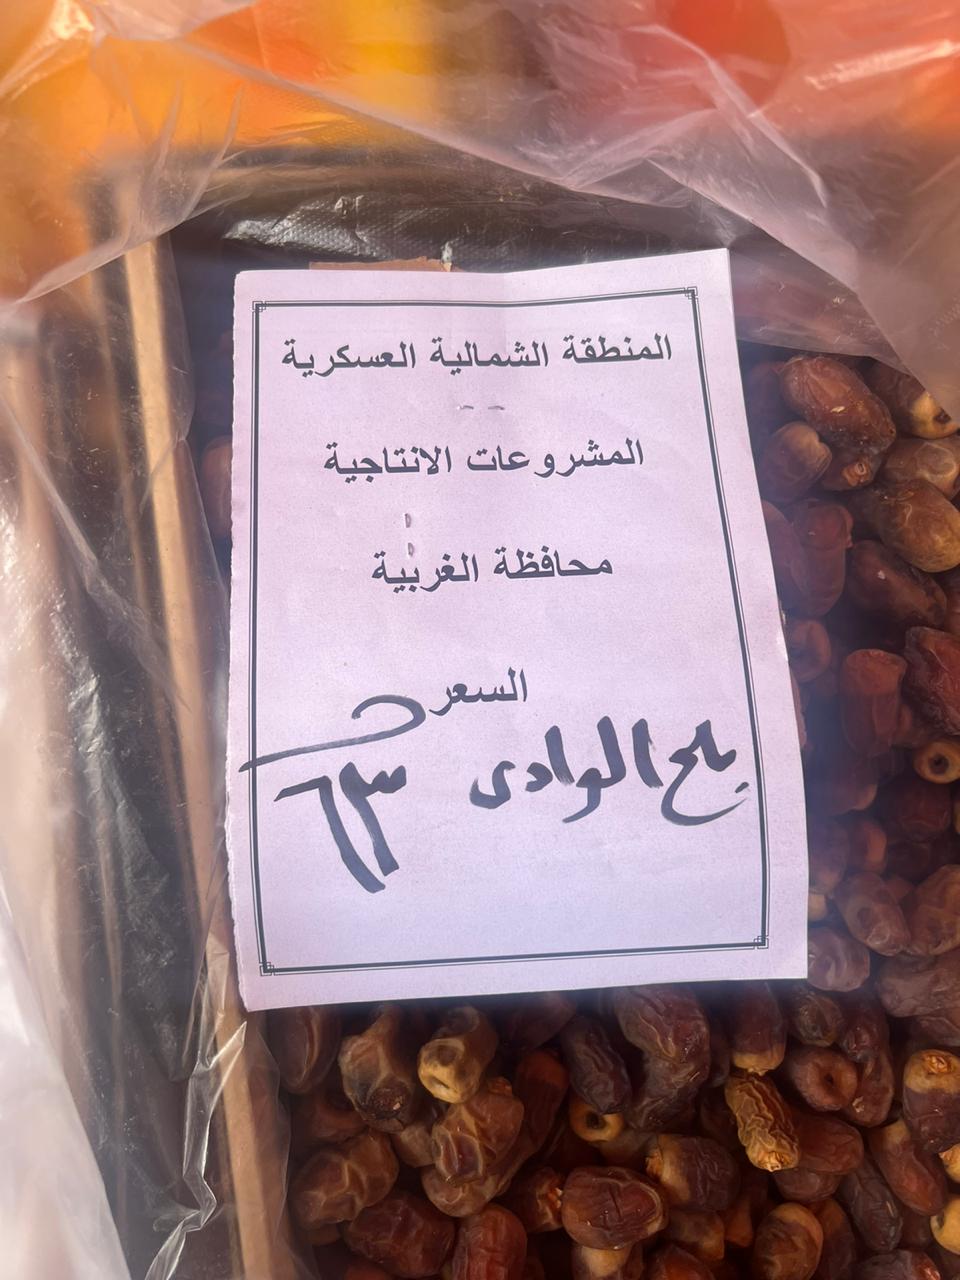 المنطقة الشمالية العسكرية
المشروعات الانتاجية
محافظة الغربية
السعر
بلح الوادى ٦٣